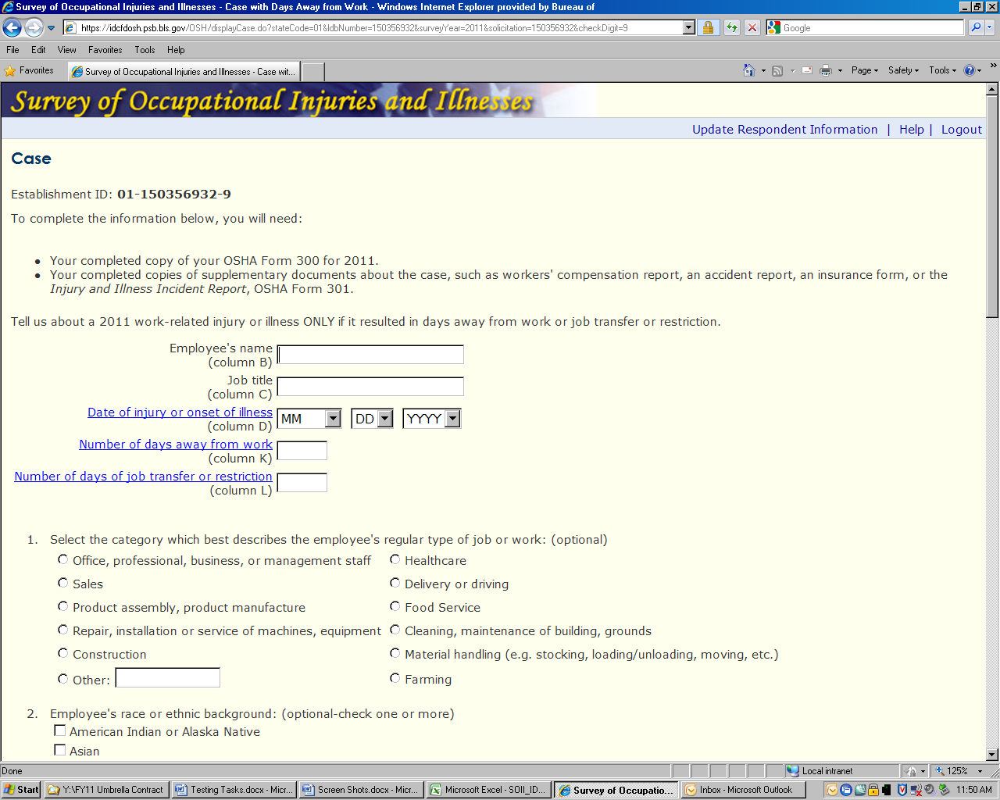 Survey of Occupational Injuries and Illnesses - Case with Days Away from Work - Windows Internet Explorer provided by Bureau of
https://idcfdosh.psb.bls.gov/OSH/displayCase.do?stateCode=01&ldbNumber=150356932&surveyYear=2011&solicitation=150356932&checkDigit=9
Google
File Edit View Favorites Tools Help
Favorites
Survey of Occupational Injuries and Illnesses - Case wit...
Page Safety Tools
Survey of Occupational Injuries and Illnesses
Update Respondent Information | Help | Logout
Case
Establishment ID: 01-150356932-9
To complete the information below, you will need:
Your completed copy of your OSHA Form 300 for 2011.
Your completed copies of supplementary documents about the case, such as workers' compensation report, an accident report, an insurance form, or the
Injury and Illness Incident Report, OSHA Form 301.
Tell us about a 2011 work-related injury or illness ONLY if it resulted in days away from work or job transfer or restriction.
Employee's name
(column B)
Job title
(column C)
Date of injury or onset of illness MM DD YYYY
(column D)
Number of days away from work
(column K)
Number of days of job transfer or restriction
(column L)
1. Select the category which best describes the employee's regular type of job or work: (optional)
Office, professional, business, or management staff Healthcare
Sales Delivery or driving
Product assembly, product manufacture Food Service
Repair, installation or service of machines, equipment Cleaning, maintenance of building, grounds
Construction Material handling (e.g. stocking, loading/unloading, moving, etc.)
Other: Farming
2. Employee's race or ethnic background: (optional-check one or more)
American Indian or Alaska Native
Asian
Done Local intranet 125%
Start Y:\FY11 Umbrella Contract Testing Tasks.docx - Micr... Screen Shots.docx - Mic... Microsoft Excel - SOII_ID... Survey of Occupatio... Inbox - Microsoft Outlook 11:50 AM